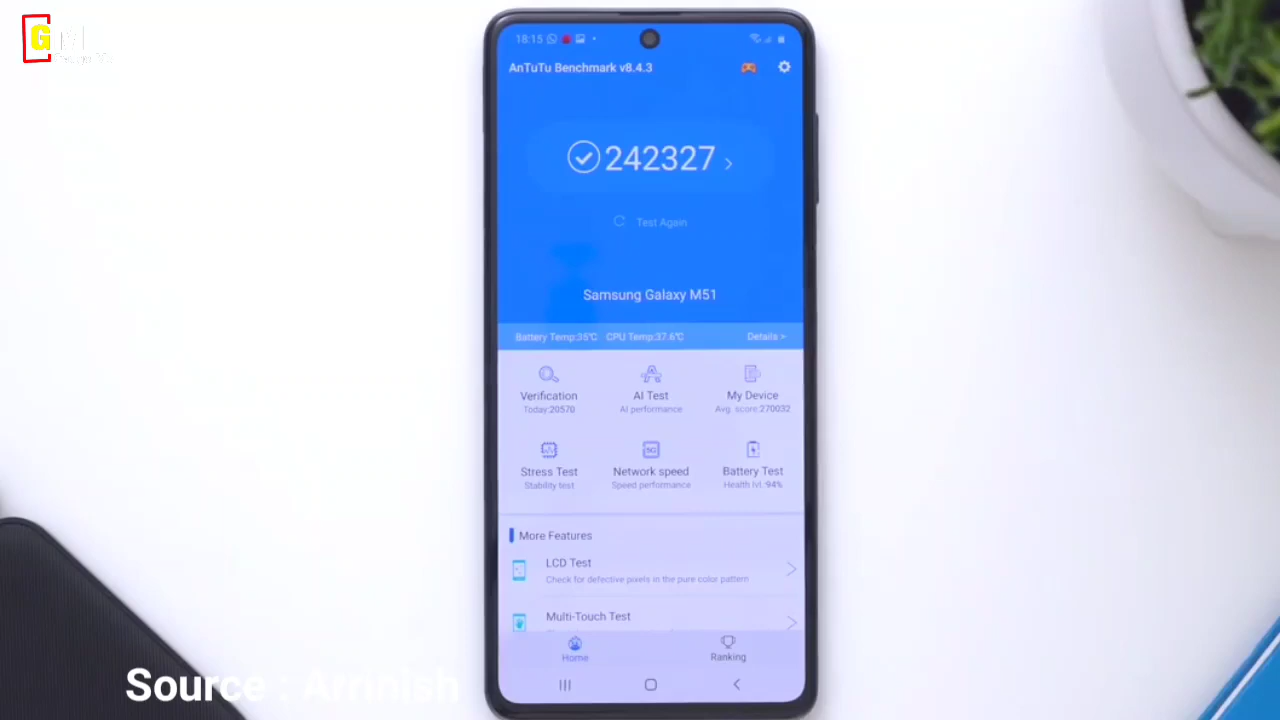 G
18:15
AnTuTu Benchmark v8.4.3
242327
Test Again
Samsung Galaxy M51
Battery Temp:35°C CPU Temp:37.6°C Details >
Verification AI Test My Device
Today:20570 AI performance Avg. score:270032
5G
Stress Test Network speed Battery Test
Stability test Speed performance Health lvl.:94%
More Features
LCD Test
Check for defective pixels in the pure color pattern
Multi-Touch Test
Home Ranking
Source : Arrnish